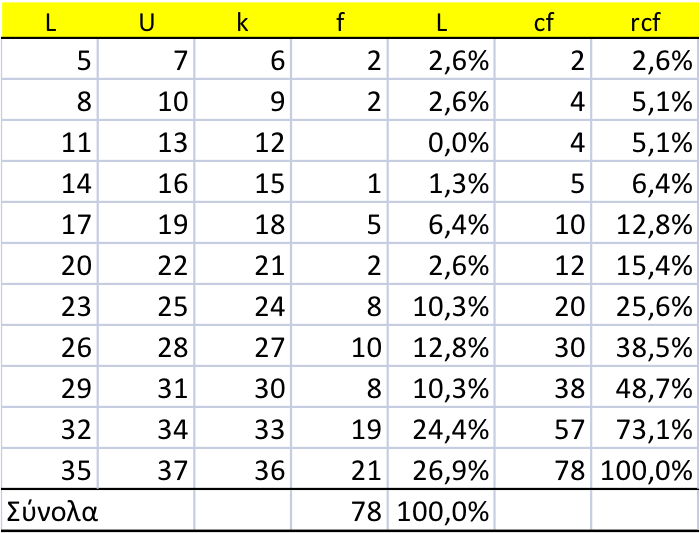 L U k f L cf rcf
5 7 6 2 2,6% 2 2,6%
8 10 9 2 2,6% 4 5,1%
11 13 12 0,0% 4 5,1%
14 16 15 1 1,3% 5 6,4%
17 19 18 5 6,4% 10 12,8%
20 22 21 2 2,6% 12 15,4%
23 25 24 8 10,3% 20 25,6%
26 28 27 10 12,8% 30 38,5%
29 31 30 8 10,3% 38 48,7%
32 34 33 19 24,4% 57 73,1%
35 37 36 21 26,9% 78 100,0%
Σύνολα 78 100,0%